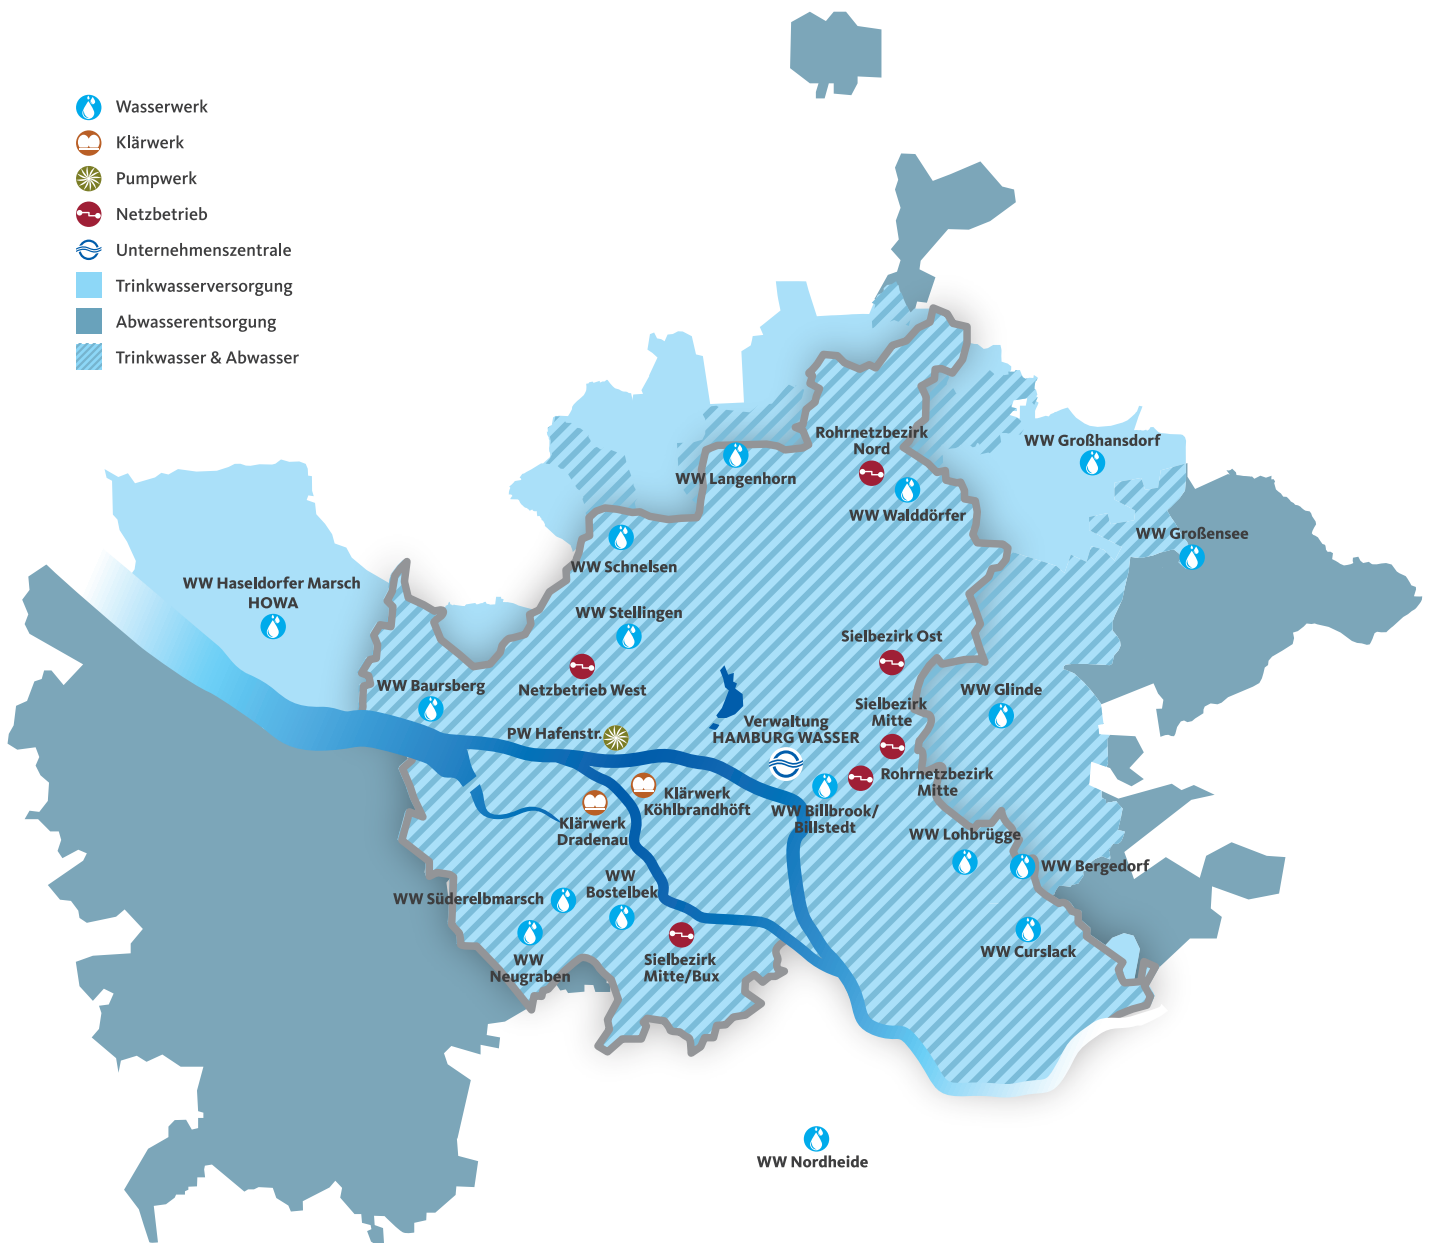 Wasserwerk
Klärwerk
Pumpwerk
Netzbetrieb
Unternehmenszentrale
Trinkwasserversorgung
Abwasserentsorgung
Trinkwasser & Abwasser
Rohrnetzbezirk
Nord
WW Großhansdorf
WW Langenhorn
WW Walddörfer
WW Großensee
WW Schnelsen
WW Haseldorfer Marsch
HOWA
WW Stellingen
Sielbezirk Ost
WW Baursberg
Netzbetrieb West
WW Glinde
Sielbezirk
Mitte
PW Hafenstr.
Verwaltung
HAMBURG WASSER
Rohrnetzbezirk
Mitte
Klärwerk
Köhlbrandhöft
WW Billbrook/
Billstedt
Klärwerk
Dradenau
WW Lohbrügge
WW Bergedorf
WW
Bostelbek
WW Süderelbmarsch
WW Curslack
WW
Neugraben
Sielbezirk
Mitte/Bux
WW Nordheide